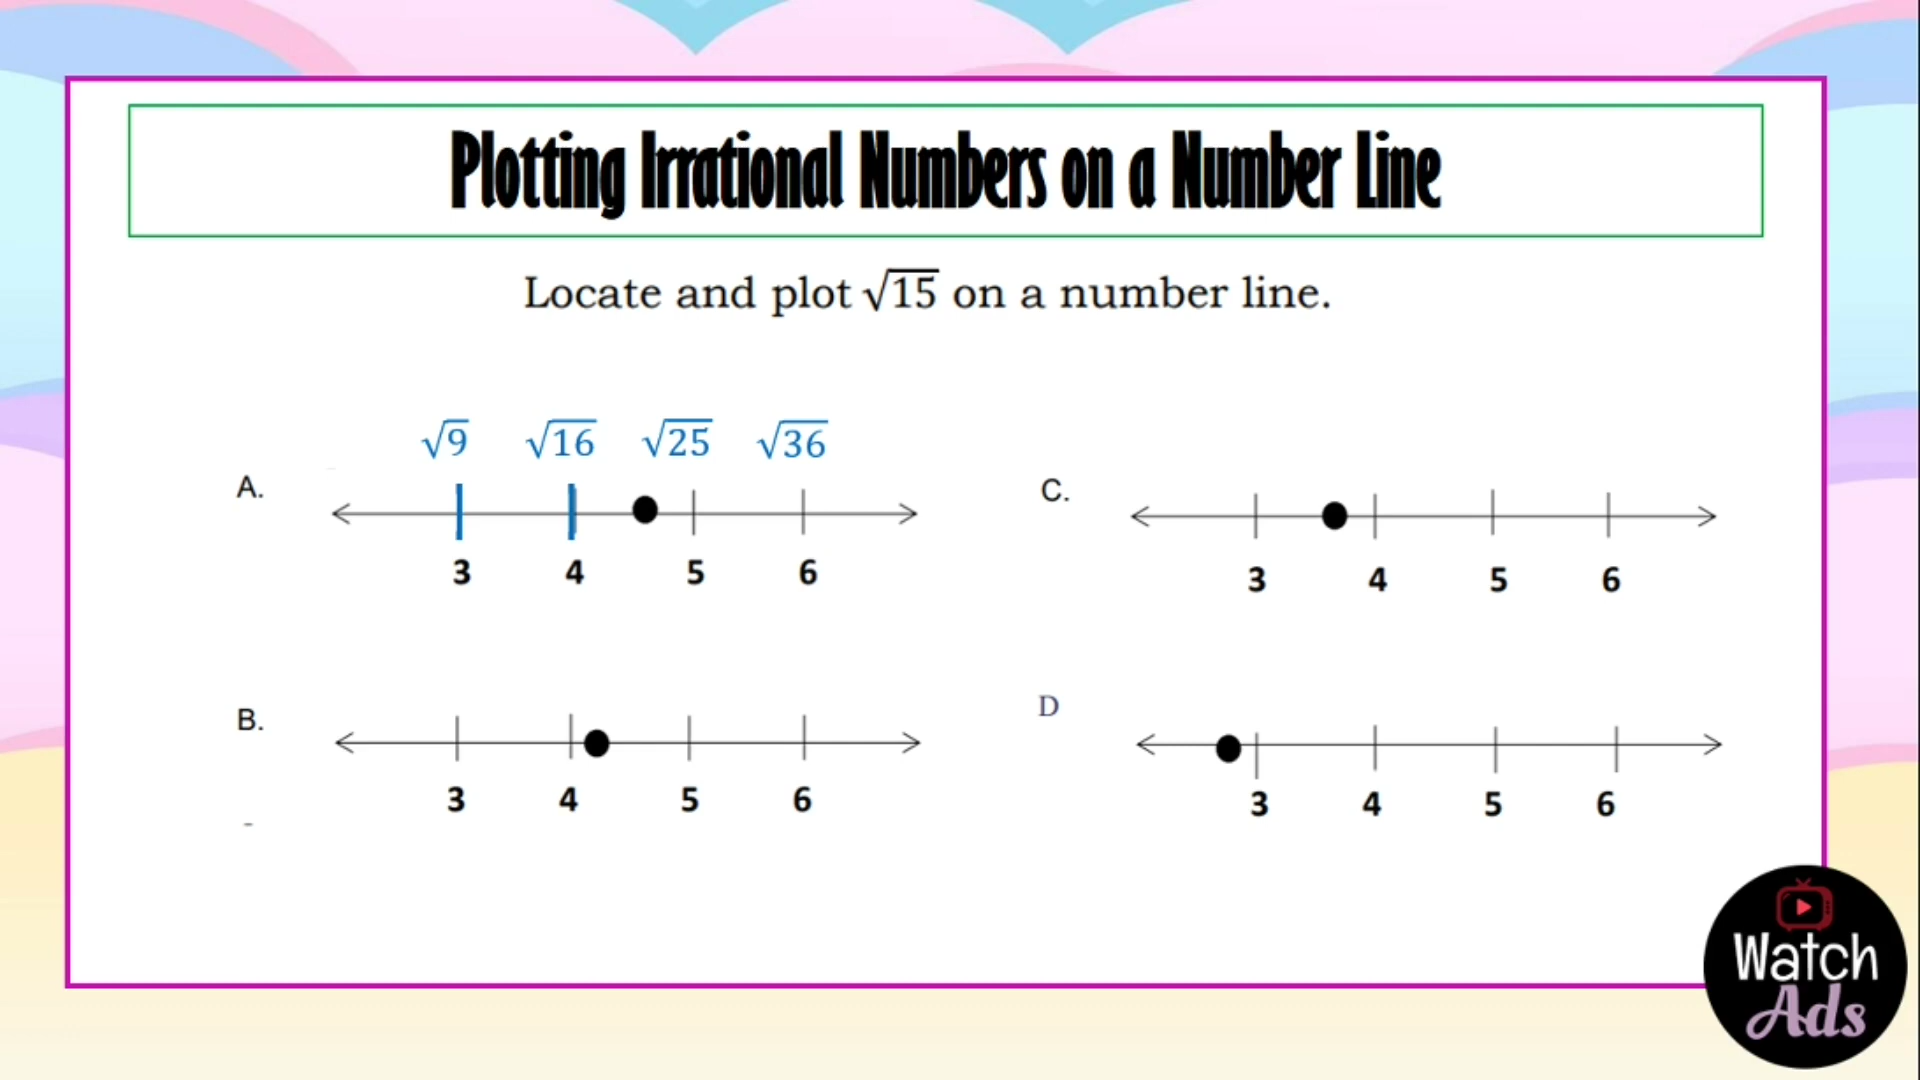 Plotting Irrational Numbers on a Number Line
Locate and plot √15 on a number line.
√9 √16 √25 √36
A.
3 4 5 6
C.
3 4 5 6
B.
3 4 5 6
D
3 4 5 6
Watch
Ads